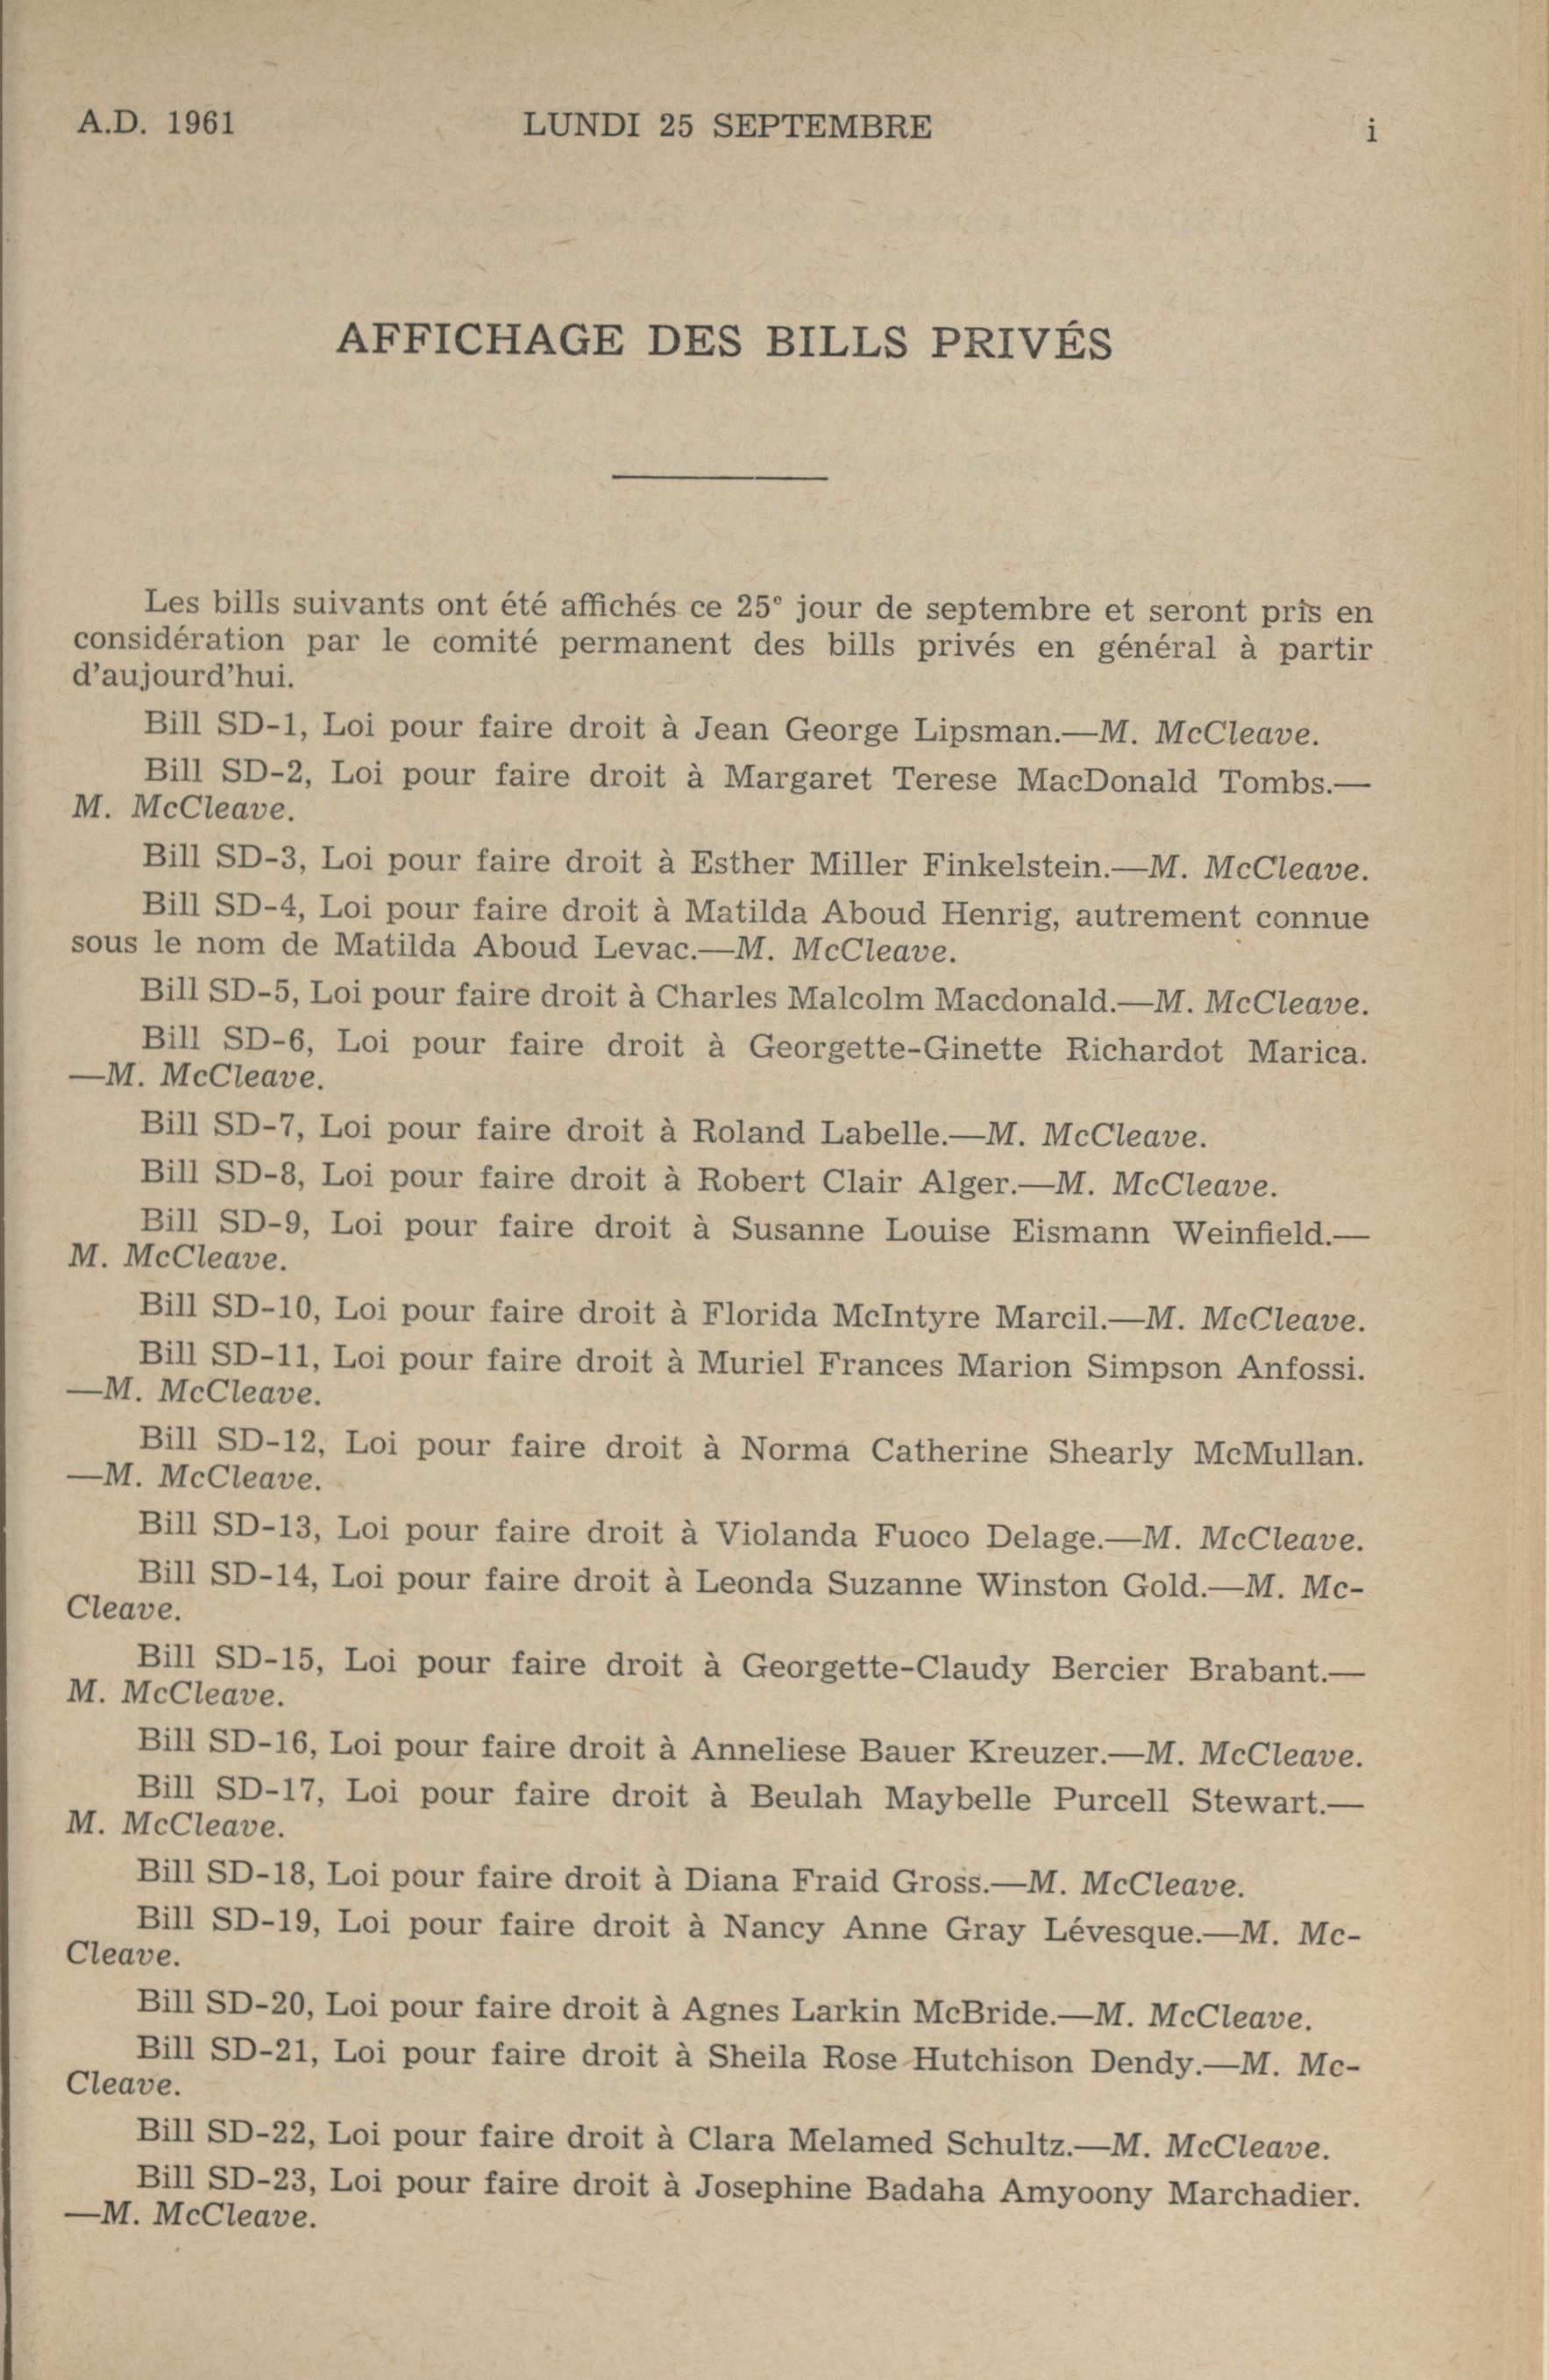 A.D. 1961 LUNDI 25 SEPTEMBRE i
AFFICHAGE DES BILLS PRIVÉS
Les bills suivants ont été affichés ce 25e jour de septembre et seront pris en
considération par le comité permanent des bills privés en général à partir
d'aujourd'hui.
Bill SD-1, Loi pour faire droit à Jean George Lipsman.—M. McCleave.
Bill SD-2, Loi pour faire droit à Margaret Terese MacDonald Tombs.—
M. McCleave.
Bill SD-3, Loi pour faire droit à Esther Miller Finkelstein.—M. McCleave.
Bill SD-4, Loi pour faire droit à Matilda Aboud Henrig, autrement connue
sous le nom de Matilda Aboud Levac.—M. McCleave.
Bill SD-5, Loi pour faire droit à Charles Malcolm Macdonald.—M. McCleave.
Bill SD-6, Loi pour faire droit à Georgette-Ginette Richardot Marica.
—M. McCleave.
Bill SD-7, Loi pour faire droit à Roland Labelle.—M. McCleave.
Bill SD-8, Loi pour faire droit à Robert Clair Alger.—M. McCleave.
Bill SD-9, Loi pour faire droit à Susanne Louise Eismann Weinfield.—
M. McCleave.
Bill SD-10, Loi pour faire droit à Florida McIntyre Marcil.—M. McCleave.
Bill SD-11, Loi pour faire droit à Muriel Frances Marion Simpson Anfossi.
—M. McCleave.
Bill SD-12, Loi pour faire droit à Norma Catherine Shearly McMullan.
—M. McCleave.
Bill SD-13, Loi pour faire droit à Violanda Fuoco Delage.—M. McCleave.
Bill SD-14, Loi pour faire droit à Leonda Suzanne Winston Gold.—M. Mc-
Cleave.
Bill SD-15, Loi pour faire droit à Georgette-Claudy Bercier Brabant.—
M. McCleave.
Bill SD-16, Loi pour faire droit à Anneliese Bauer Kreuzer.—M. McCleave.
Bill SD-17, Loi pour faire droit à Beulah Maybelle Purcell Stewart.—
M. McCleave.
Bill SD-18, Loi pour faire droit à Diana Fraid Gross.—M. McCleave.
Bill SD-19, Loi pour faire droit à Nancy Anne Gray Lévesque.—M. Mc-
Cleave.
Bill SD-20, Loi pour faire droit à Agnes Larkin McBride.—M. McCleave.
Bill SD-21, Loi pour faire droit à Sheila Rose Hutchison Dendy.—M. Mc-
Cleave.
Bill SD-22, Loi pour faire droit à Clara Melamed Schultz.—M. McCleave.
Bill SD-23, Loi pour faire droit à Josephine Badaha Amyoony Marchadier.
—M. McCleave.